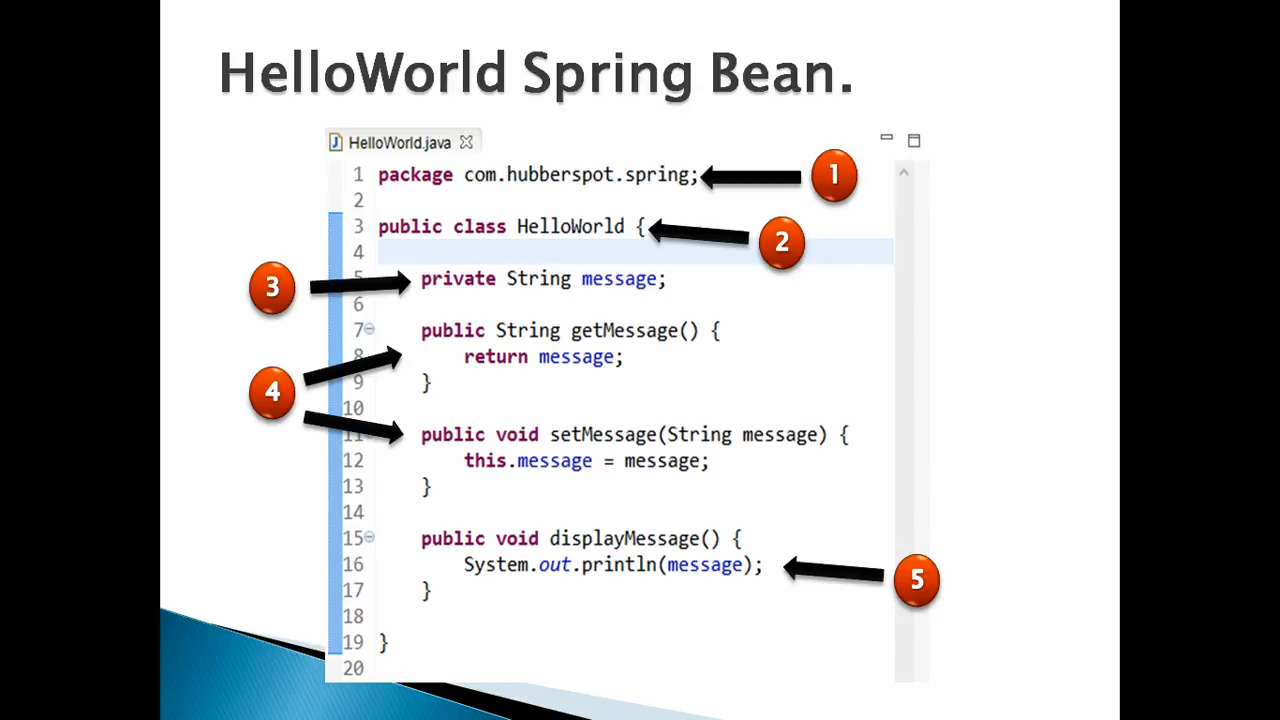 HelloWorld Spring Bean.
HelloWorld.java
1 package com.hubberspot.spring; 1
2
3 public class HelloWorld { 2
4
3 5 private String message;
6
7 public String getMessage() {
8 return message;
9 }
4
10
11 public void setMessage(String message) {
12 this.message = message;
13 }
14
15 public void displayMessage() {
16 System.out.println(message); 5
17 }
18
19 }
20